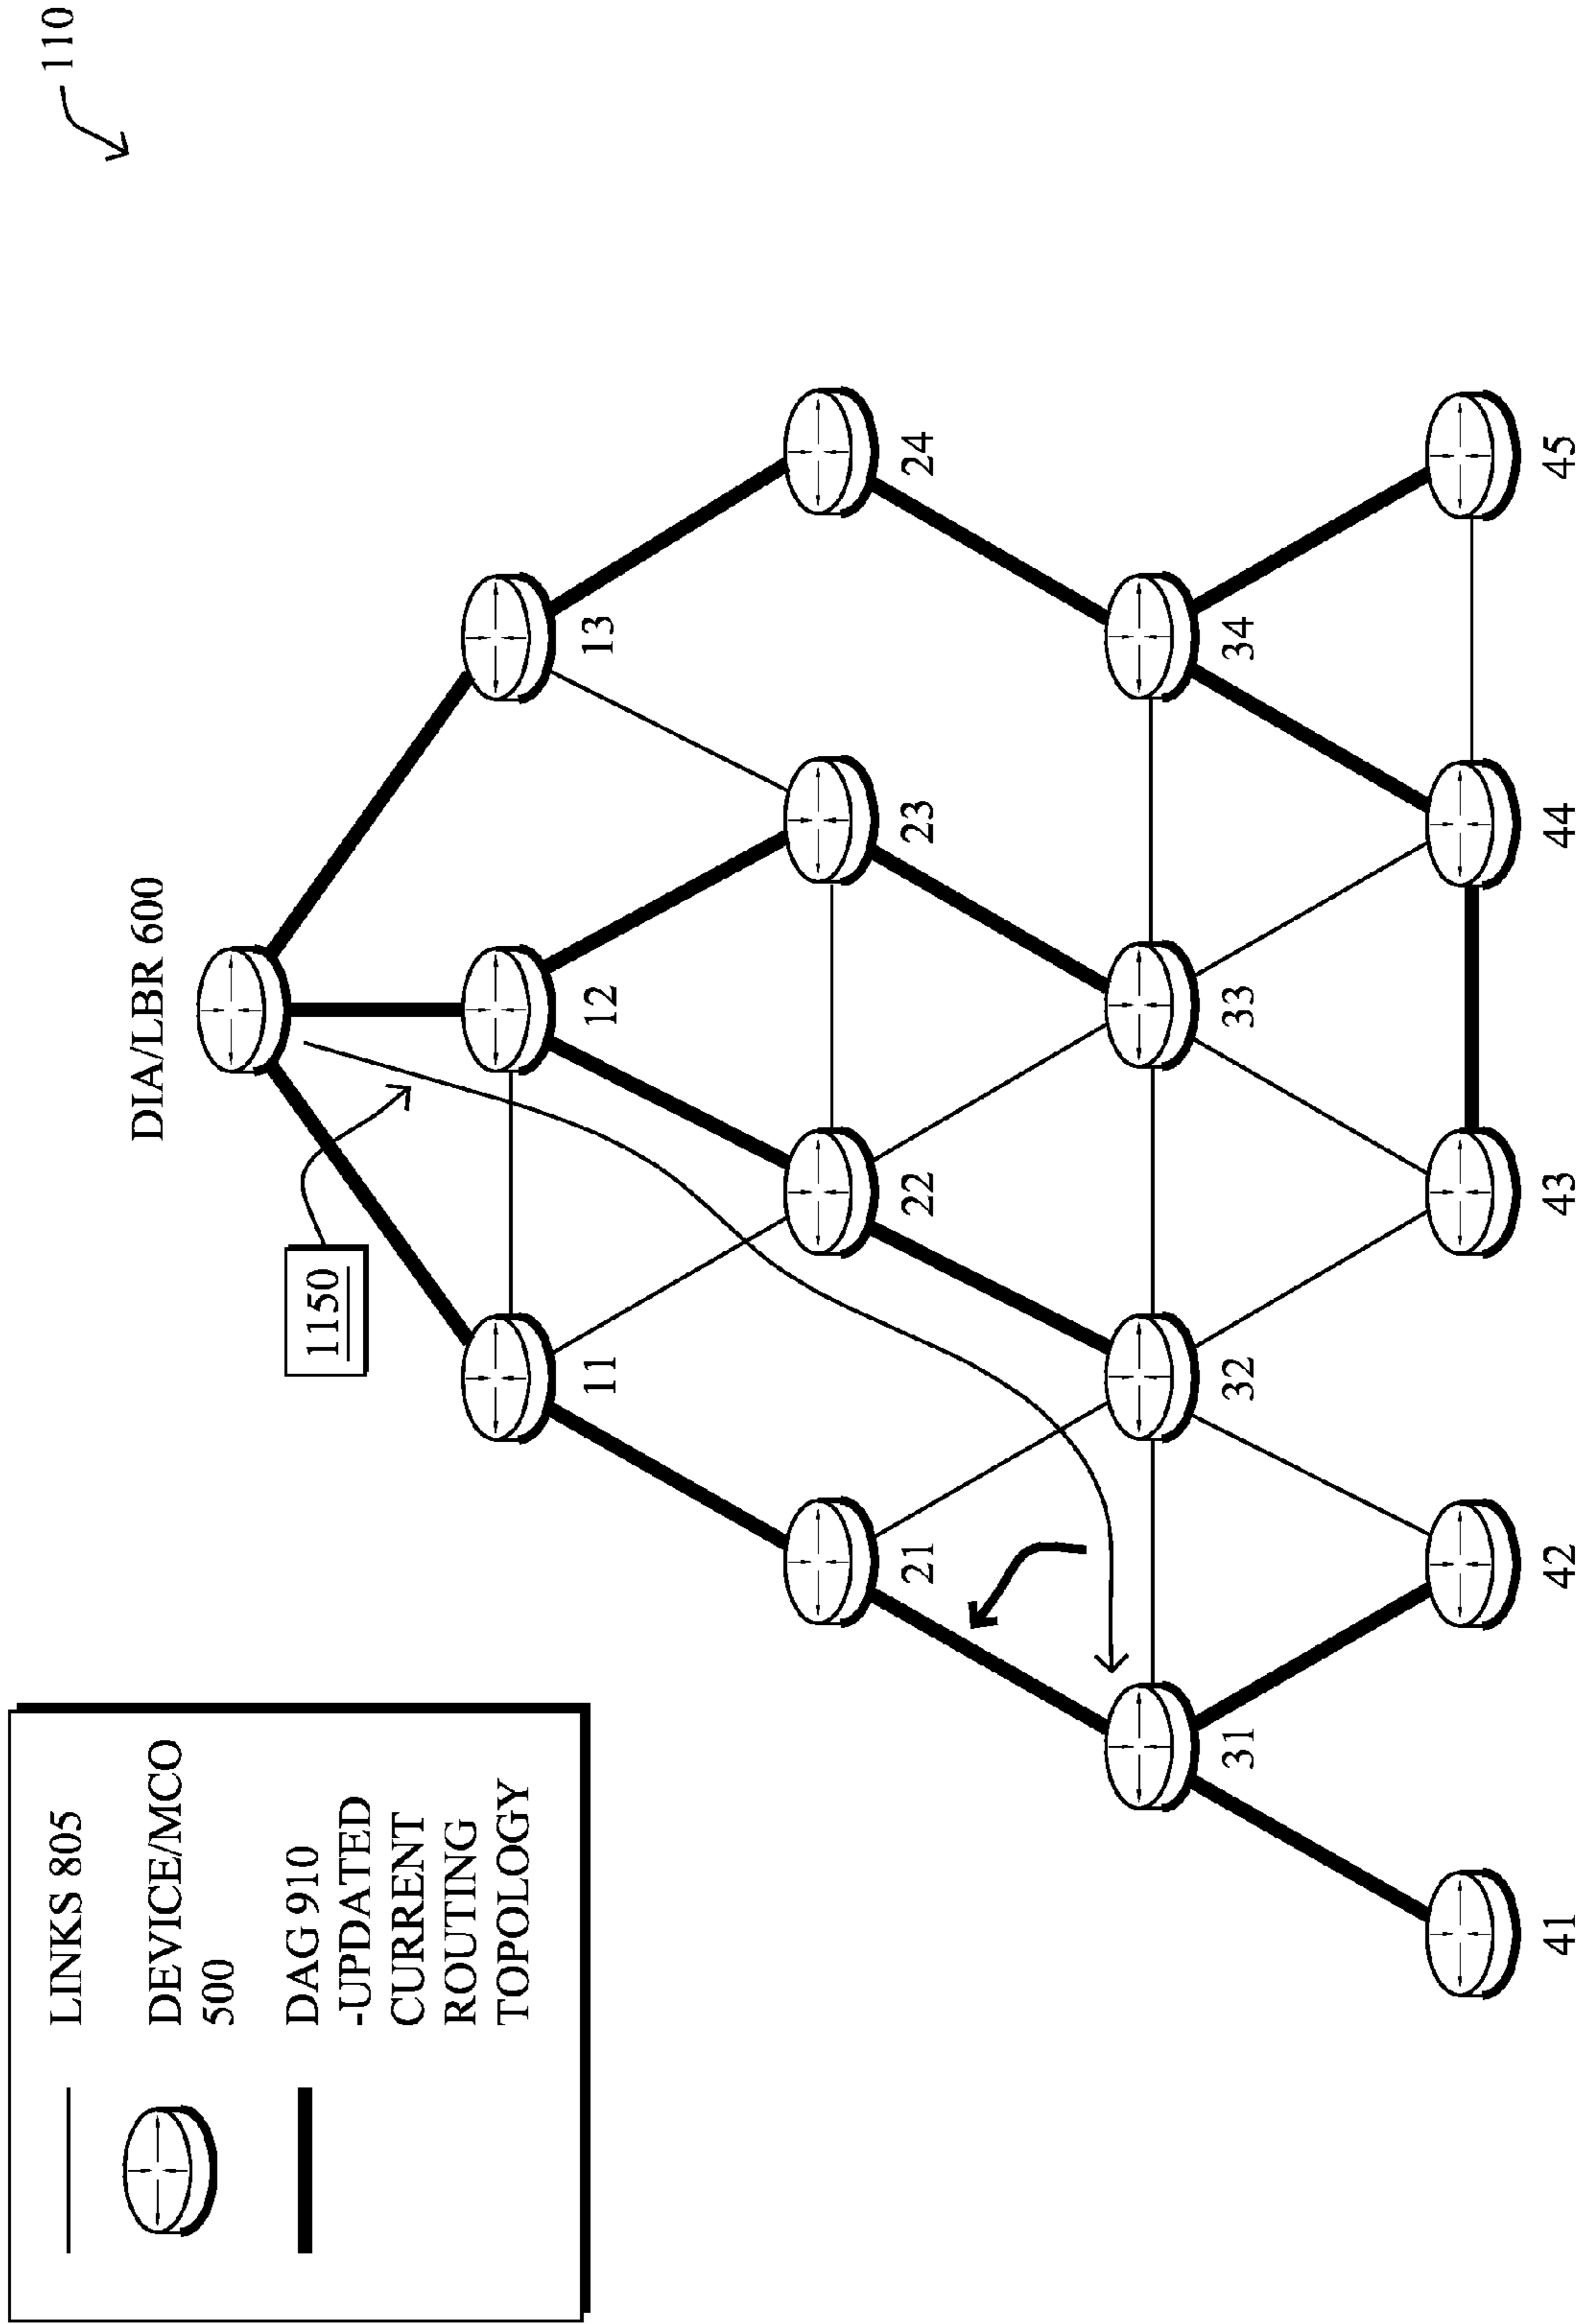 110
LINKS 805
DEVICE/MCO
500
DAG 910
-UPDATED
CURRENT
ROUTING
TOPOLOGY
DIA/LBR 600
1150
11
12
13
21
22
23
24
31
32
33
34
41
42
43
44
45